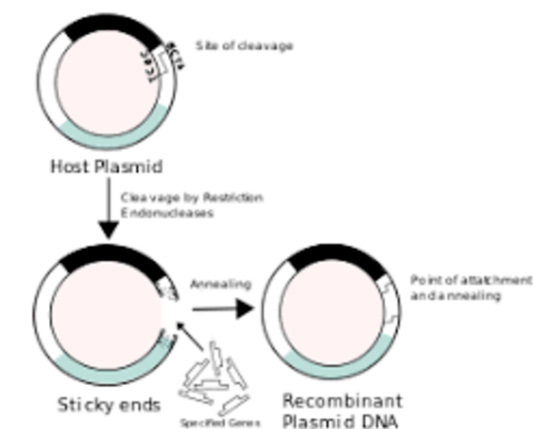 Site of cleavage
Host Plasmid
Cleavage by Restriction
Endonucleases
Annealing
Point of attatchment
and annealing
Sticky ends
Specified Genes
Recombinant
Plasmid DNA